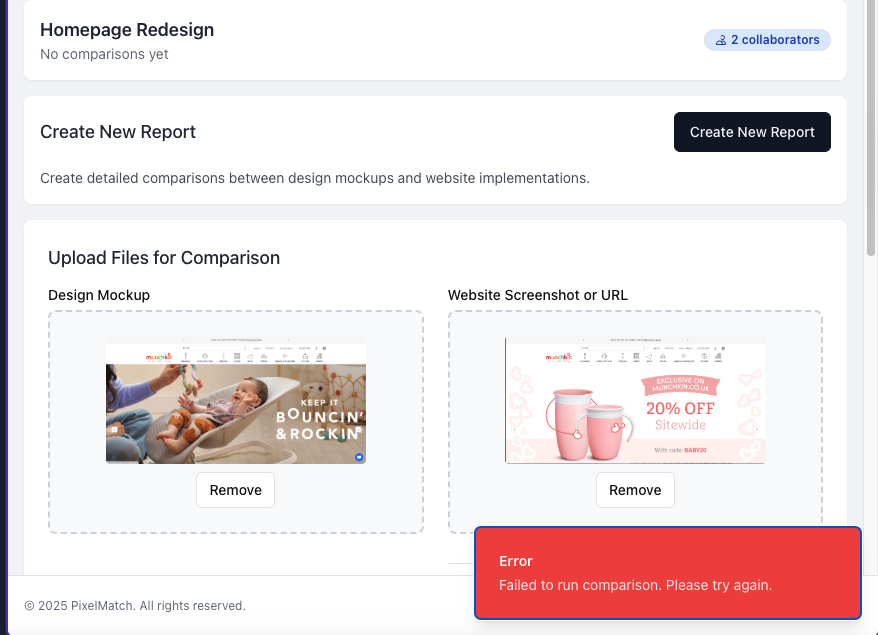 Homepage Redesign
No comparisons yet
2 collaborators
Create New Report
Create New Report
Create detailed comparisons between design mockups and website implementations.
Upload Files for Comparison
Design Mockup
Website Screenshot or URL
munchkin
KEEP IT
BOUNCIN'
& ROCKIN'
munchkin
EXCLUSIVE ON
MUNCHKIN.CO.UK
20% OFF
Sitewide
With code: BABY20
Remove
Remove
Error
Failed to run comparison. Please try again.
© 2025 PixelMatch. All rights reserved.